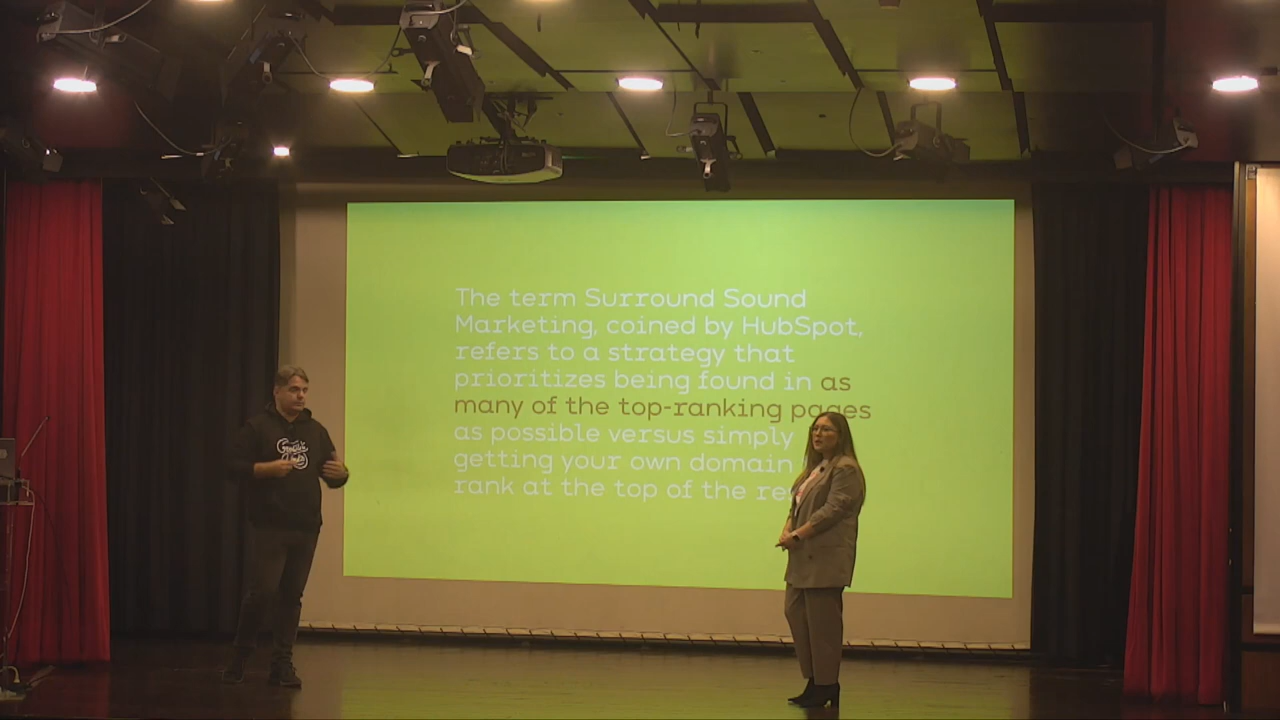 The term Surround Sound
Marketing, coined by HubSpot,
refers to a strategy that
prioritizes being found in as
many of the top-ranking pages
as possible versus simply
getting your own domain
rank at the top of the